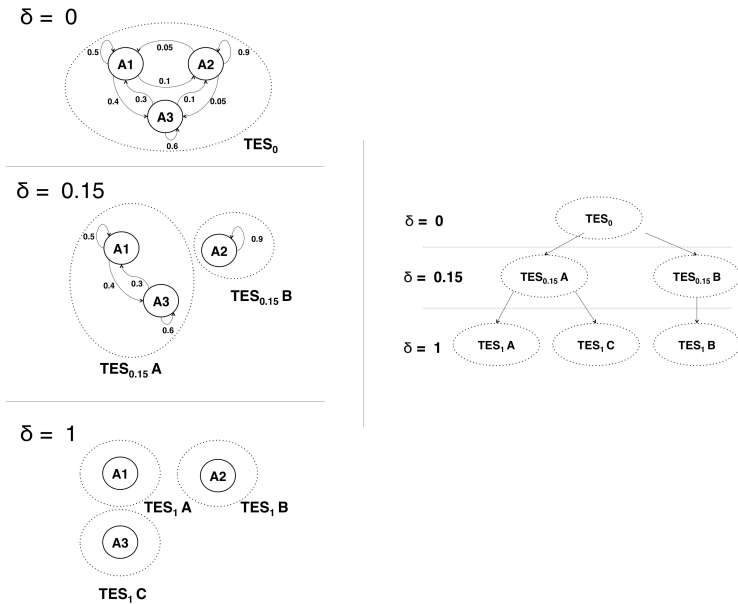 δ = 0
0.5
0.05
0.9
A1
A2
0.1
0.4
0.3
0.1
0.05
A3
0.6
TES0
δ = 0.15
0.5
A1
0.9
A2
0.3
0.4
A3
0.6
TES0.15 B
TES0.15 A
δ = 1
A1
A2
TES1 A
TES1 B
A3
TES1 C
δ = 0
TES0
δ = 0.15
TES0.15 A
TES0.15 B
δ = 1
TES1 A
TES1 C
TES1 B